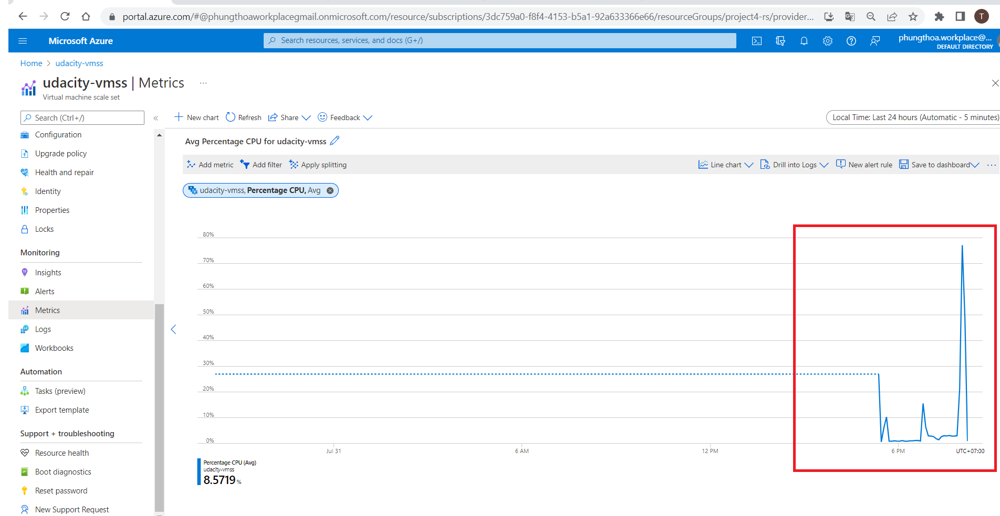 portal.azure.com/#@phungthoaworkplacegmail.onmicrosoft.com/resource/subscriptions/3dc759a0-f8f4-4153-b5a1-92a633366e66/resourceGroups/project4-rs/provider...
T
Microsoft Azure
Search resources, services, and docs (G+/)
phungthoa.workplace@...
DEFAULT DIRECTORY
Home > udacity-vmss
udacity-vmss | Metrics ...
Virtual machine scale set
Search (Ctrl+/)
«
Configuration
Upgrade policy
Health and repair
Identity
Properties
Locks
Monitoring
Insights
Alerts
Metrics
Logs
Workbooks
Automation
Tasks (preview)
Export template
Support + troubleshooting
Resource health
Boot diagnostics
Reset password
New Support Request
New chart Refresh Share Feedback
Local Time: Last 24 hours (Automatic - 5 minutes)
Avg Percentage CPU for udacity-vmss
Add metric Add filter Apply splitting
Line chart Drill into Logs New alert rule Save to dashboard ...
udacity-vmss, Percentage CPU, Avg
80%
70%
60%
50%
40%
30%
20%
10%
0%
Jul 31 6 AM 12 PM 6 PM UTC+07:00
Percentage CPU (Avg)
udacity-vmss
8.5719 %